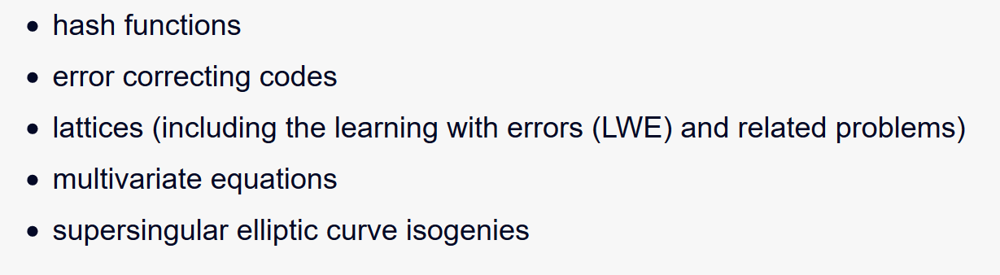 • hash functions
• error correcting codes
• lattices (including the learning with errors (LWE) and related problems)
• multivariate equations
• supersingular elliptic curve isogenies